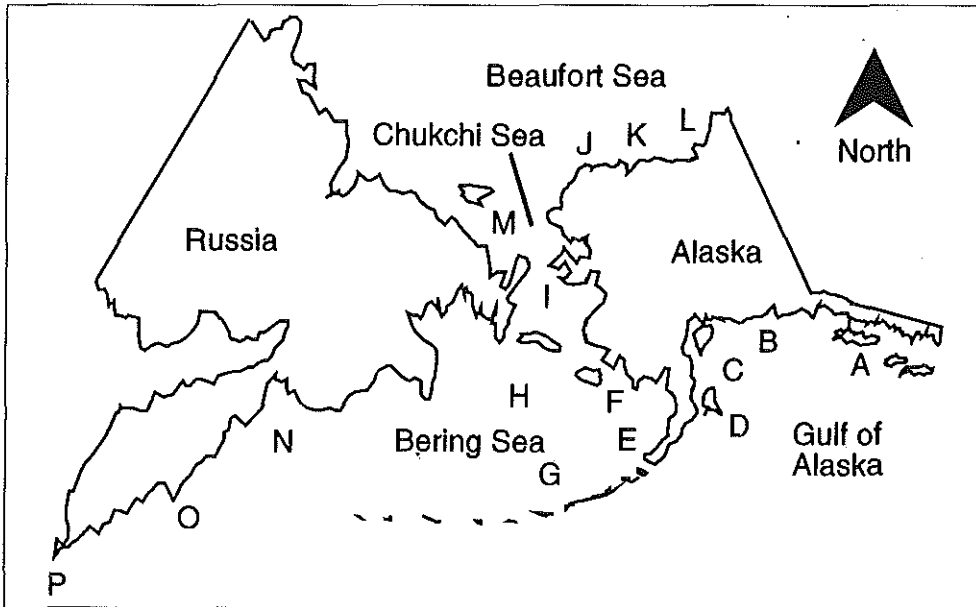 Beaufort Sea
Chukchi Sea
J K L
North
M
Russia
Alaska
I
B
C
A
H
F
D
N
E
Bering Sea
Gulf of
Alaska
G
O
P